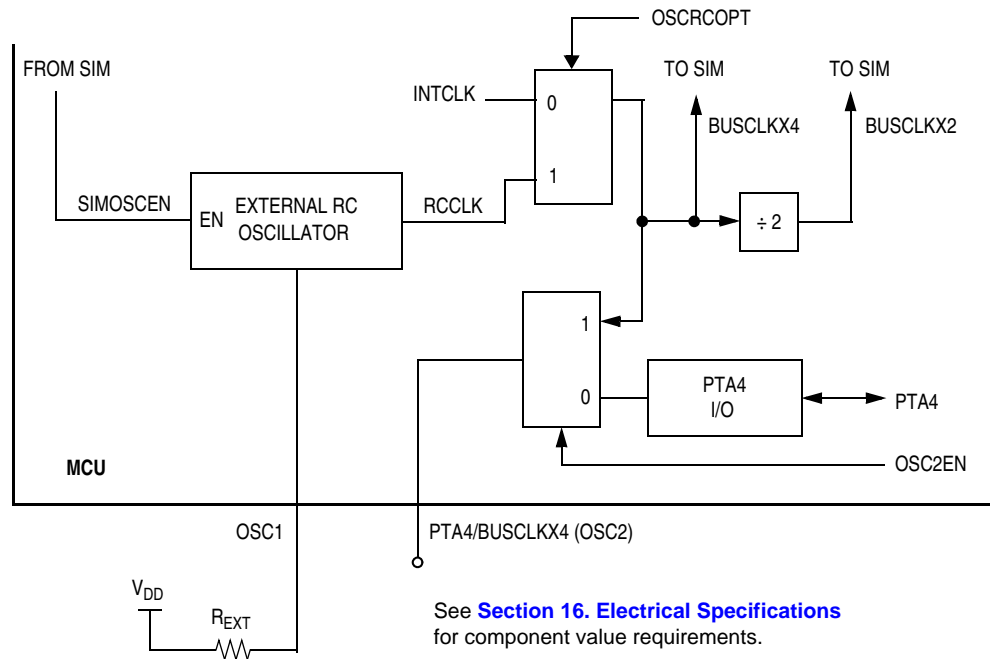 OSCRCOPT
FROM SIM
TO SIM
TO SIM
INTCLK
0
BUSCLKX4
BUSCLKX2
1
SIMOSCEN
EN
EXTERNAL RC
OSCILLATOR
RCCLK
÷ 2
1
0
PTA4
I/O
PTA4
MCU
OSC2EN
OSC1
PTA4/BUSCLKX4 (OSC2)
VDD
REXT
See Section 16. Electrical Specifications
for component value requirements.